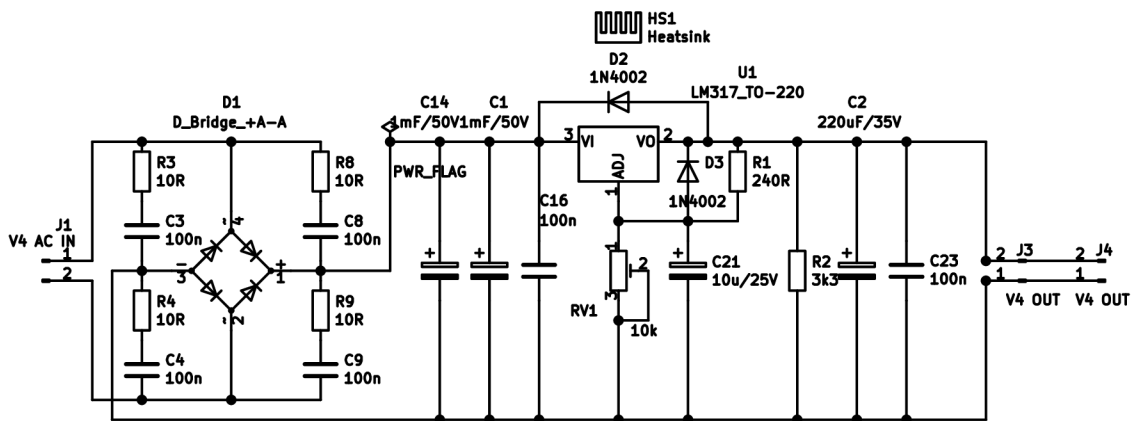 HS1
Heatsink
D2
1N4002
U1
LM317_TO-220
D1
D_Bridge_+A-A
C14
1mF/50V
C1
1mF/50V
C2
220uF/35V
3
VI
VO
2
ADJ
1
PWR_FLAG
D3
1N4002
R1
240R
R3
10R
R8
10R
C16
100n
C3
100n
C8
100n
J1
V4 AC IN
1
2
~
4
-
3
+
1
~
2
R4
10R
R9
10R
C4
100n
C9
100n
+
+
1
2
3
RV1
10k
+
C21
10u/25V
R2
3k3
+
C23
100n
2
J3
2
J4
1
1
V4 OUT
V4 OUT